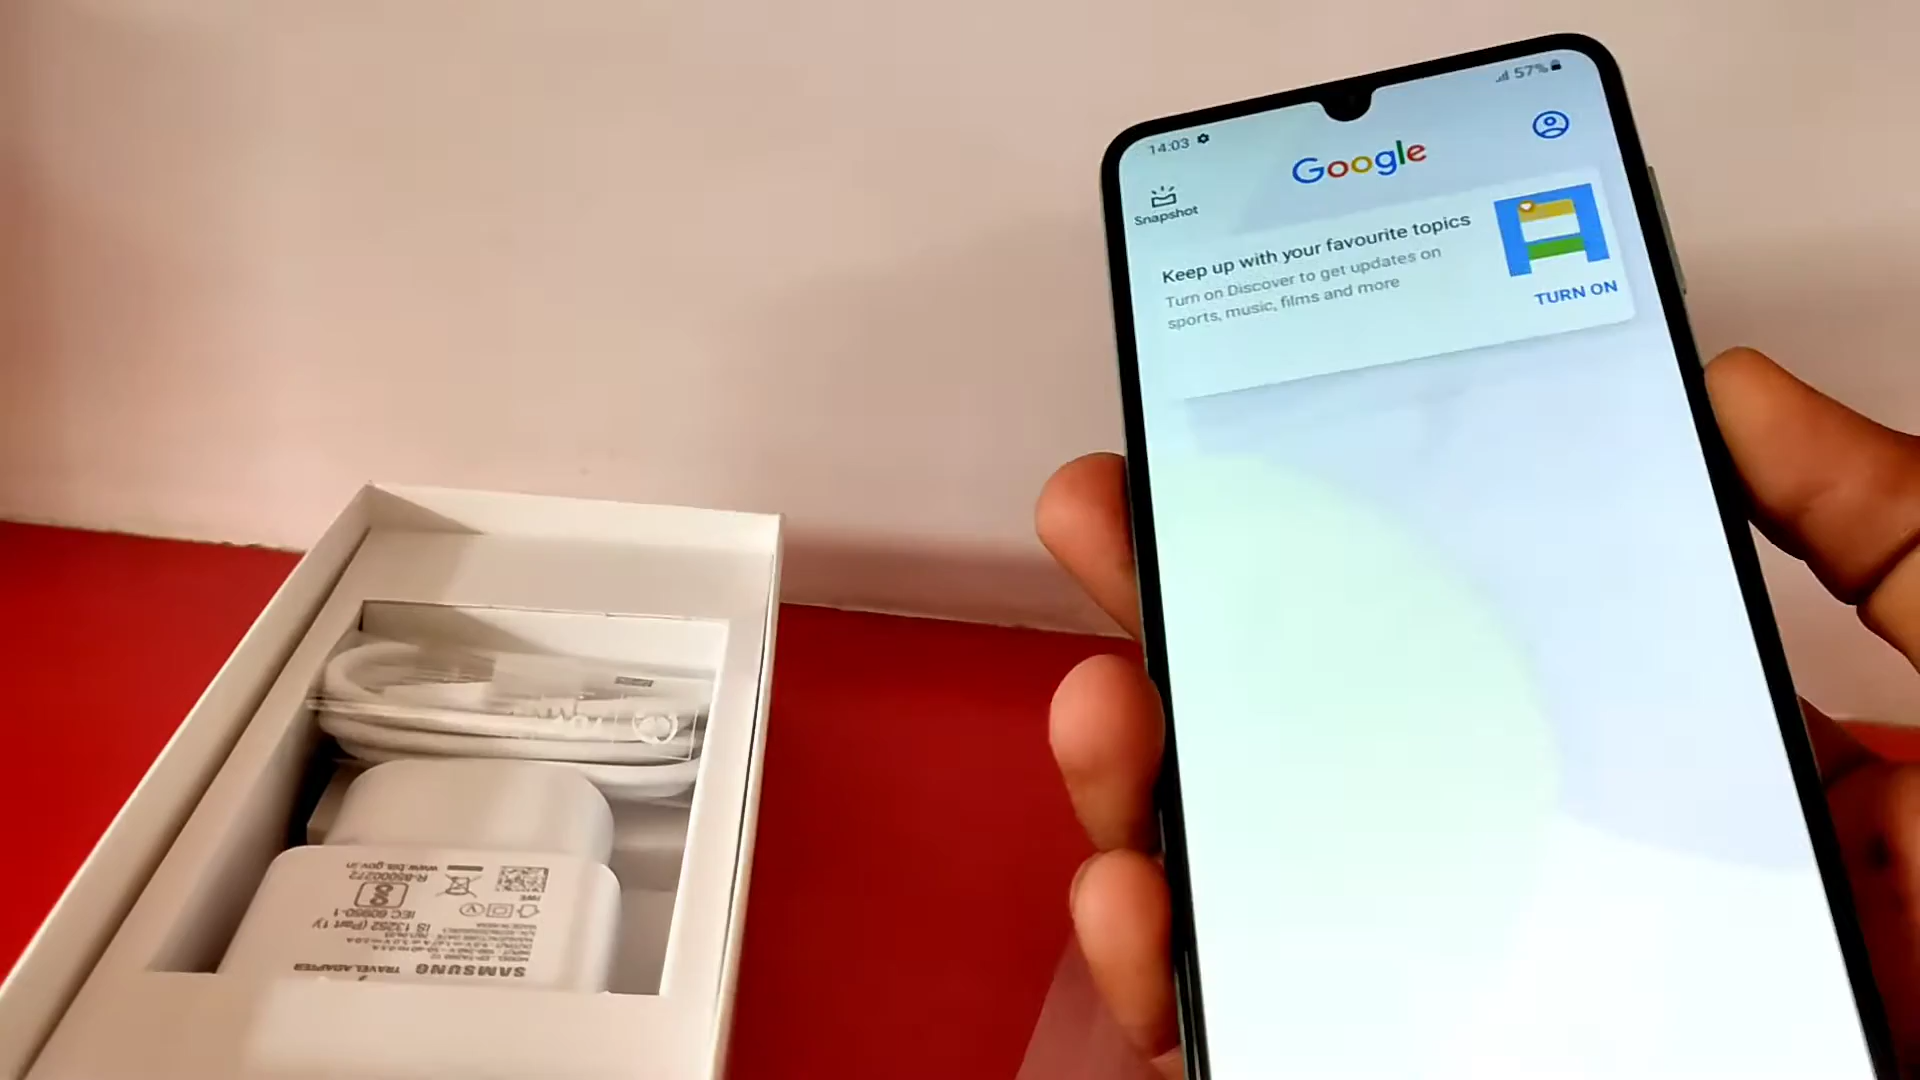 14:03
57%
Google
Snapshot
Keep up with your favourite topics
Turn on Discover to get updates on
sports, music, films and more
TURN ON
SAMSUNG TRAVEL ADAPTER
IS 13252 (Part 1)
IEC 60950-1
R-85000272
www.bis.gov.in